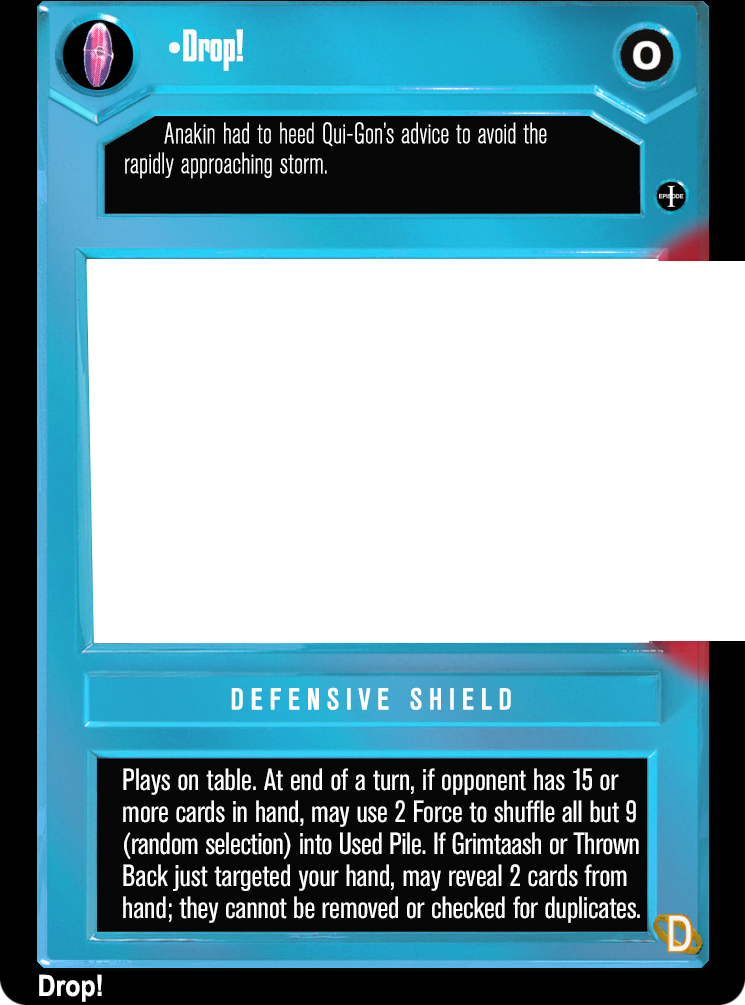 •Drop!
O
Anakin had to heed Qui-Gon's advice to avoid the
rapidly approaching storm.
EPISODE I
DEFENSIVE SHIELD
Plays on table. At end of a turn, if opponent has 15 or
more cards in hand, may use 2 Force to shuffle all but 9
(random selection) into Used Pile. If Grimtaash or Thrown
Back just targeted your hand, may reveal 2 cards from
hand; they cannot be removed or checked for duplicates.
D
Drop!